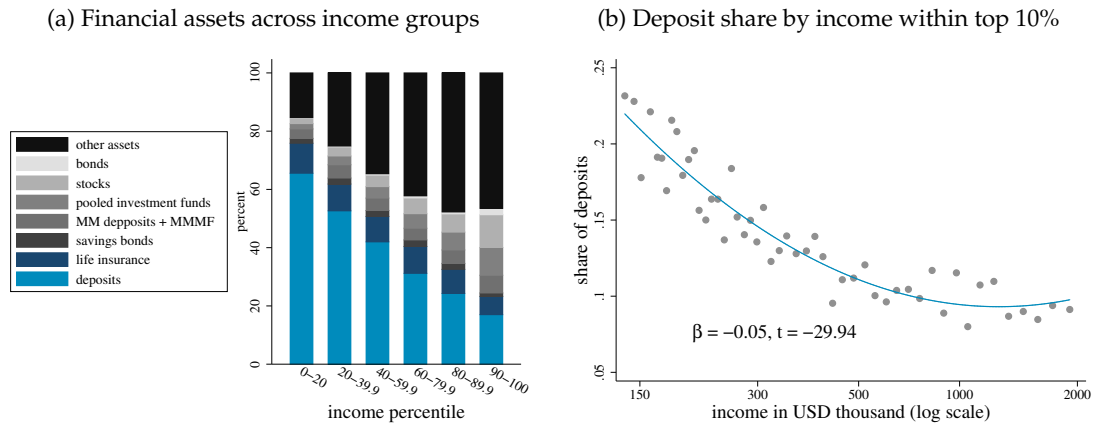 (a) Financial assets across income groups
other assets
bonds
stocks
pooled investment funds
MM deposits + MMMF
savings bonds
life insurance
deposits
percent
100
80
60
40
20
0
0−20
20−39.9
40−59.9
60−79.9
80−89.9
90−100
income percentile
(b) Deposit share by income within top 10%
share of deposits
.25
.2
.15
.1
.05
β = −0.05, t = −29.94
150
300
500
1000
2000
income in USD thousand (log scale)